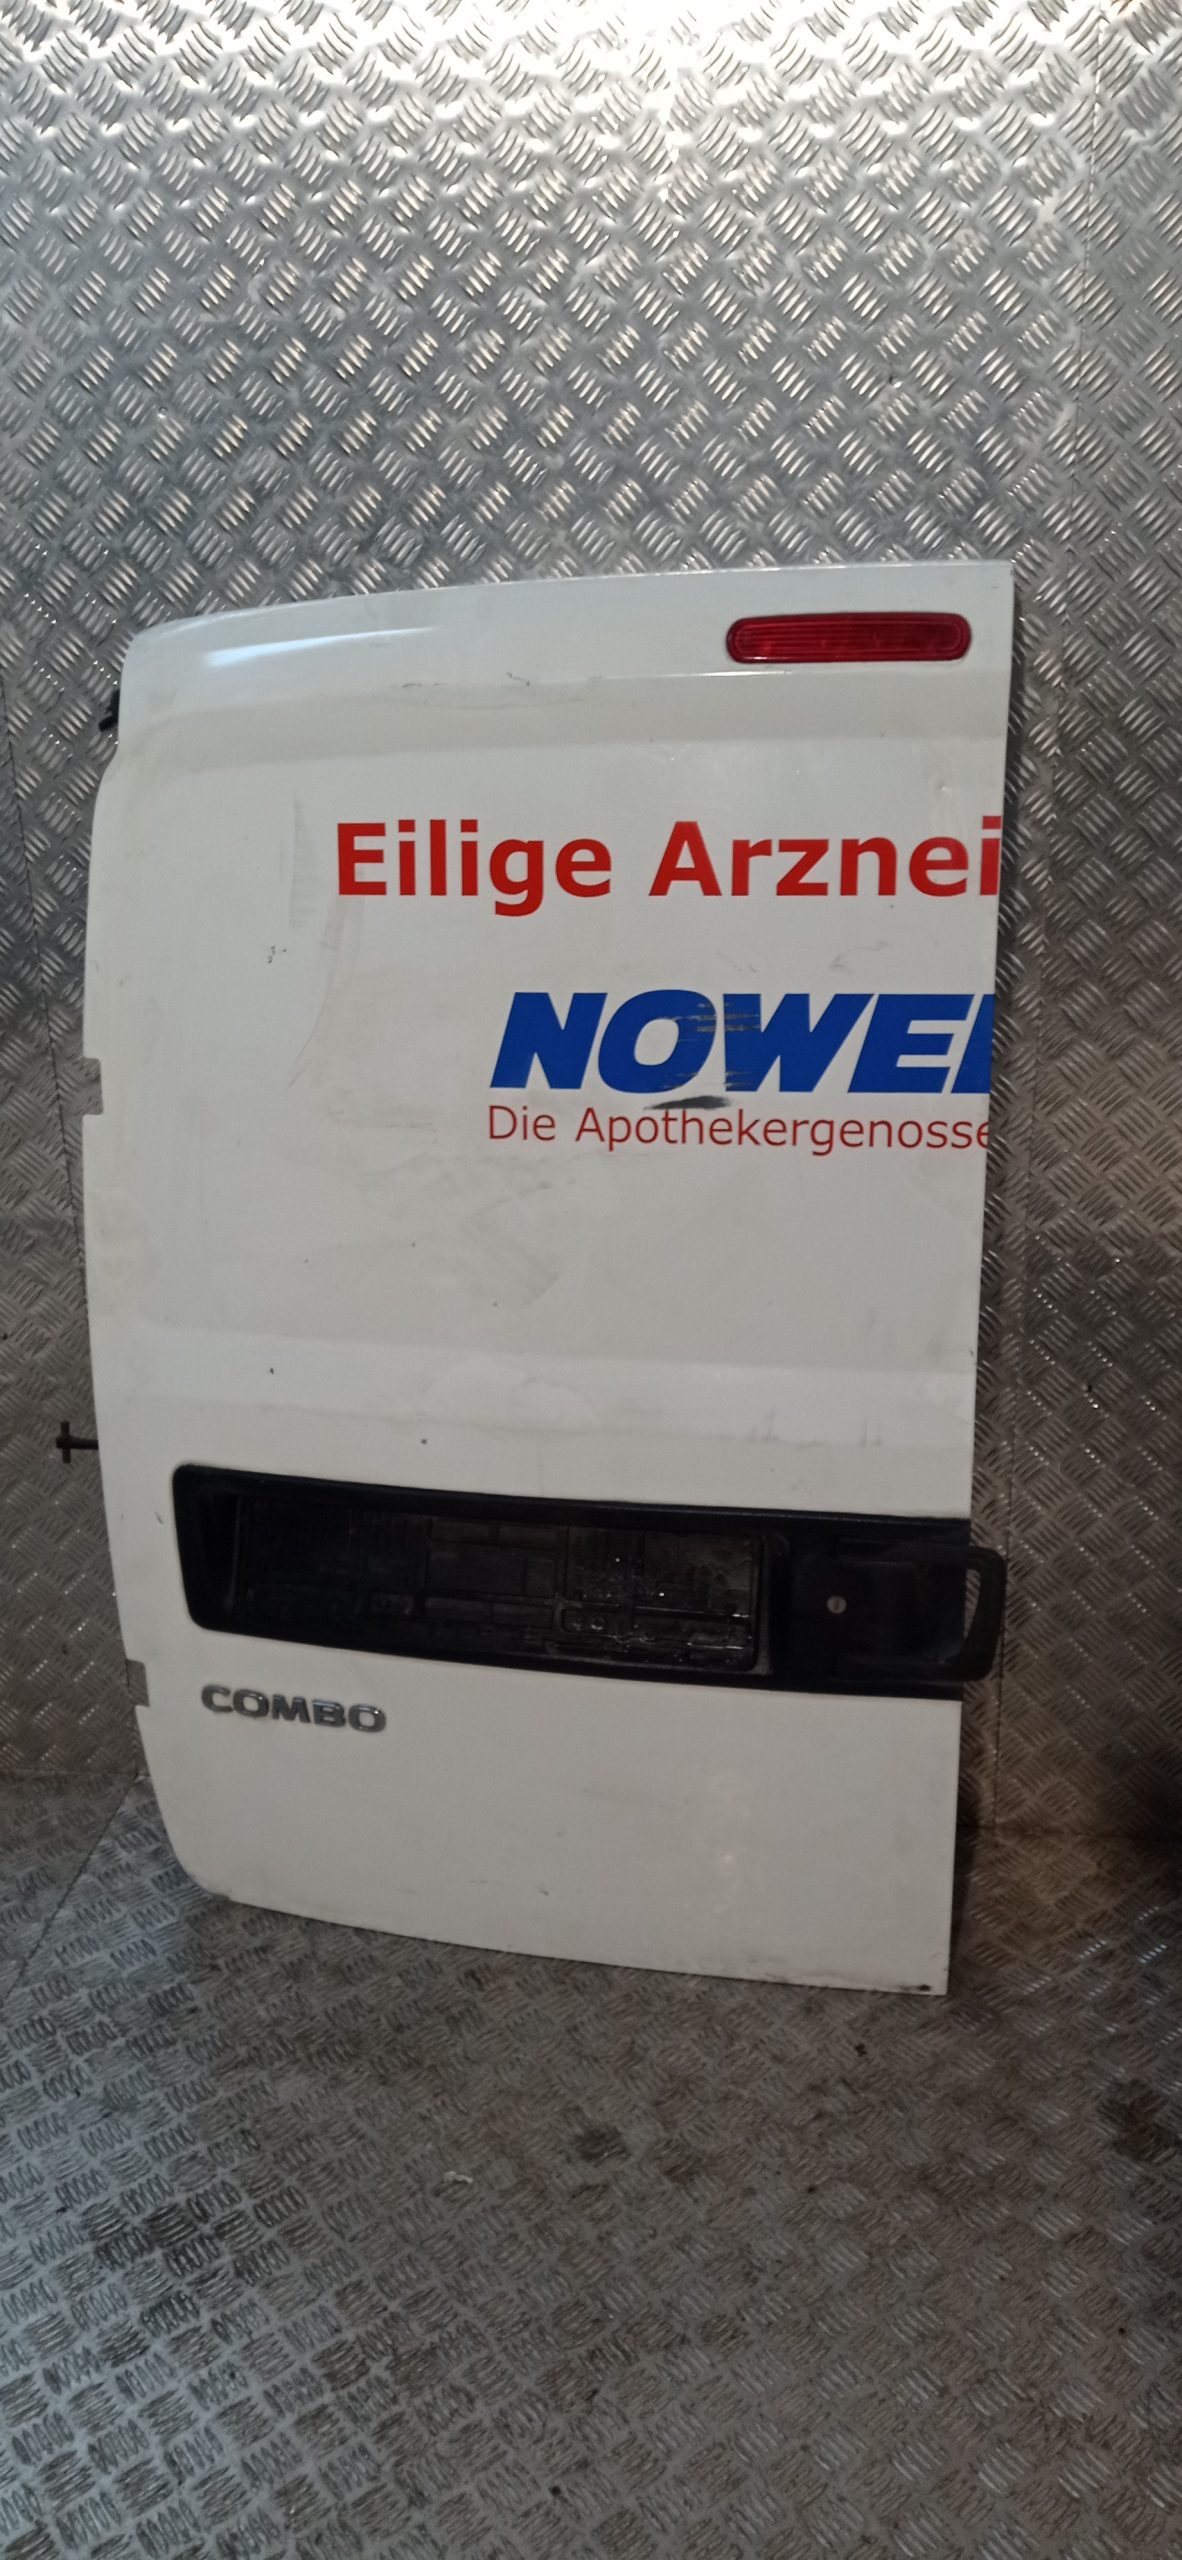 Eilige Arznei
NOWE
Die Apothekergenosse
COMBO